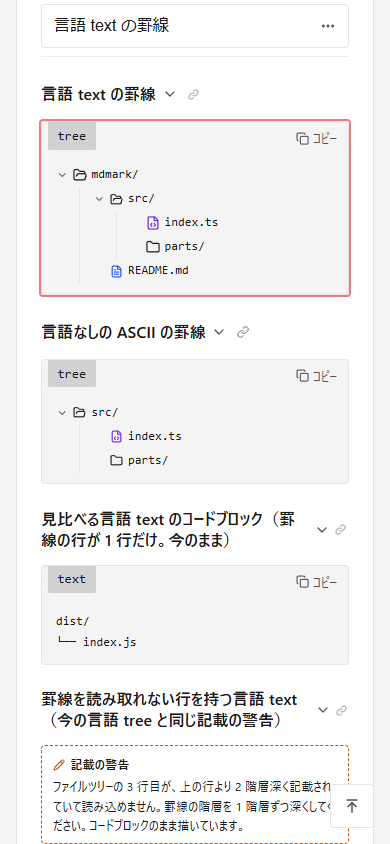 言語 text の罫線
言語 text の罫線
tree
コピー
mdmark/
src/
index.ts
parts/
README.md
言語なしの ASCII の罫線
tree
コピー
src/
index.ts
parts/
見比べる言語 text のコードブロック（罫
線の行が 1 行だけ。今のまま）
text
コピー
dist/
└── index.js
罫線を読み取れない行を持つ言語 text
（今の言語 tree と同じ記載の警告）
記載の警告
ファイルツリーの 3 行目が、上の行より 2 階層深く記載され
ていて読み込めません。罫線の階層を 1 階層ずつ深くしてく
ださい。コードブロックのまま描いています。